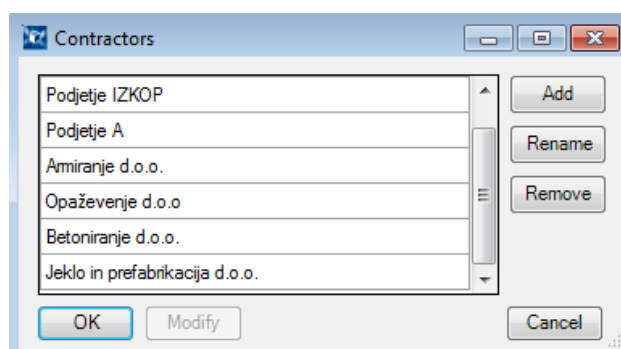 Contractors
Podjetje IZKOP
Add
Podjetje A
Rename
Armiranje d.o.o.
Opaževenje d.o.o
Remove
Betoniranje d.o.o.
Jeklo in prefabrikacija d.o.o.
OK
Modify
Cancel